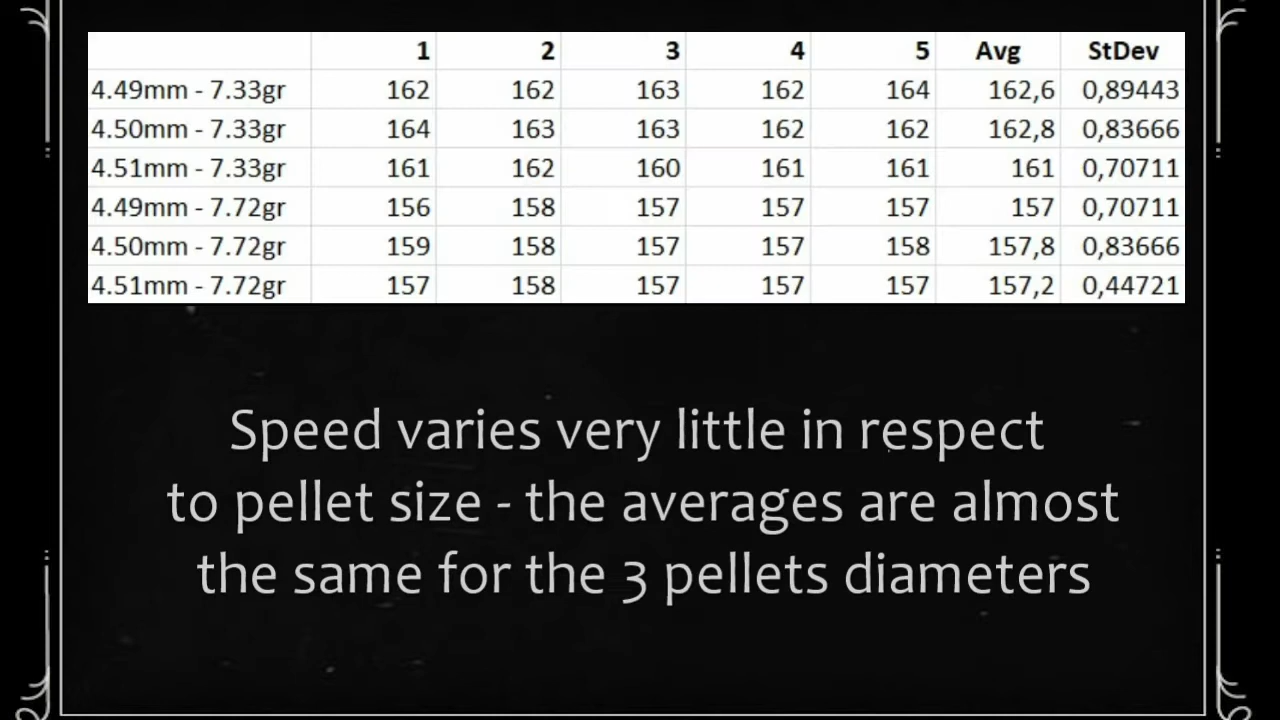 1 2 3 4 5 Avg StDev
4.49mm - 7.33gr 162 162 163 162 164 162,6 0,89443
4.50mm - 7.33gr 164 163 163 162 162 162,8 0,83666
4.51mm - 7.33gr 161 162 160 161 161 161 0,70711
4.49mm - 7.72gr 156 158 157 157 157 157 0,70711
4.50mm - 7.72gr 159 158 157 157 158 157,8 0,83666
4.51mm - 7.72gr 157 158 157 157 157 157,2 0,44721
Speed varies very little in respect
to pellet size - the averages are almost
the same for the 3 pellets diameters